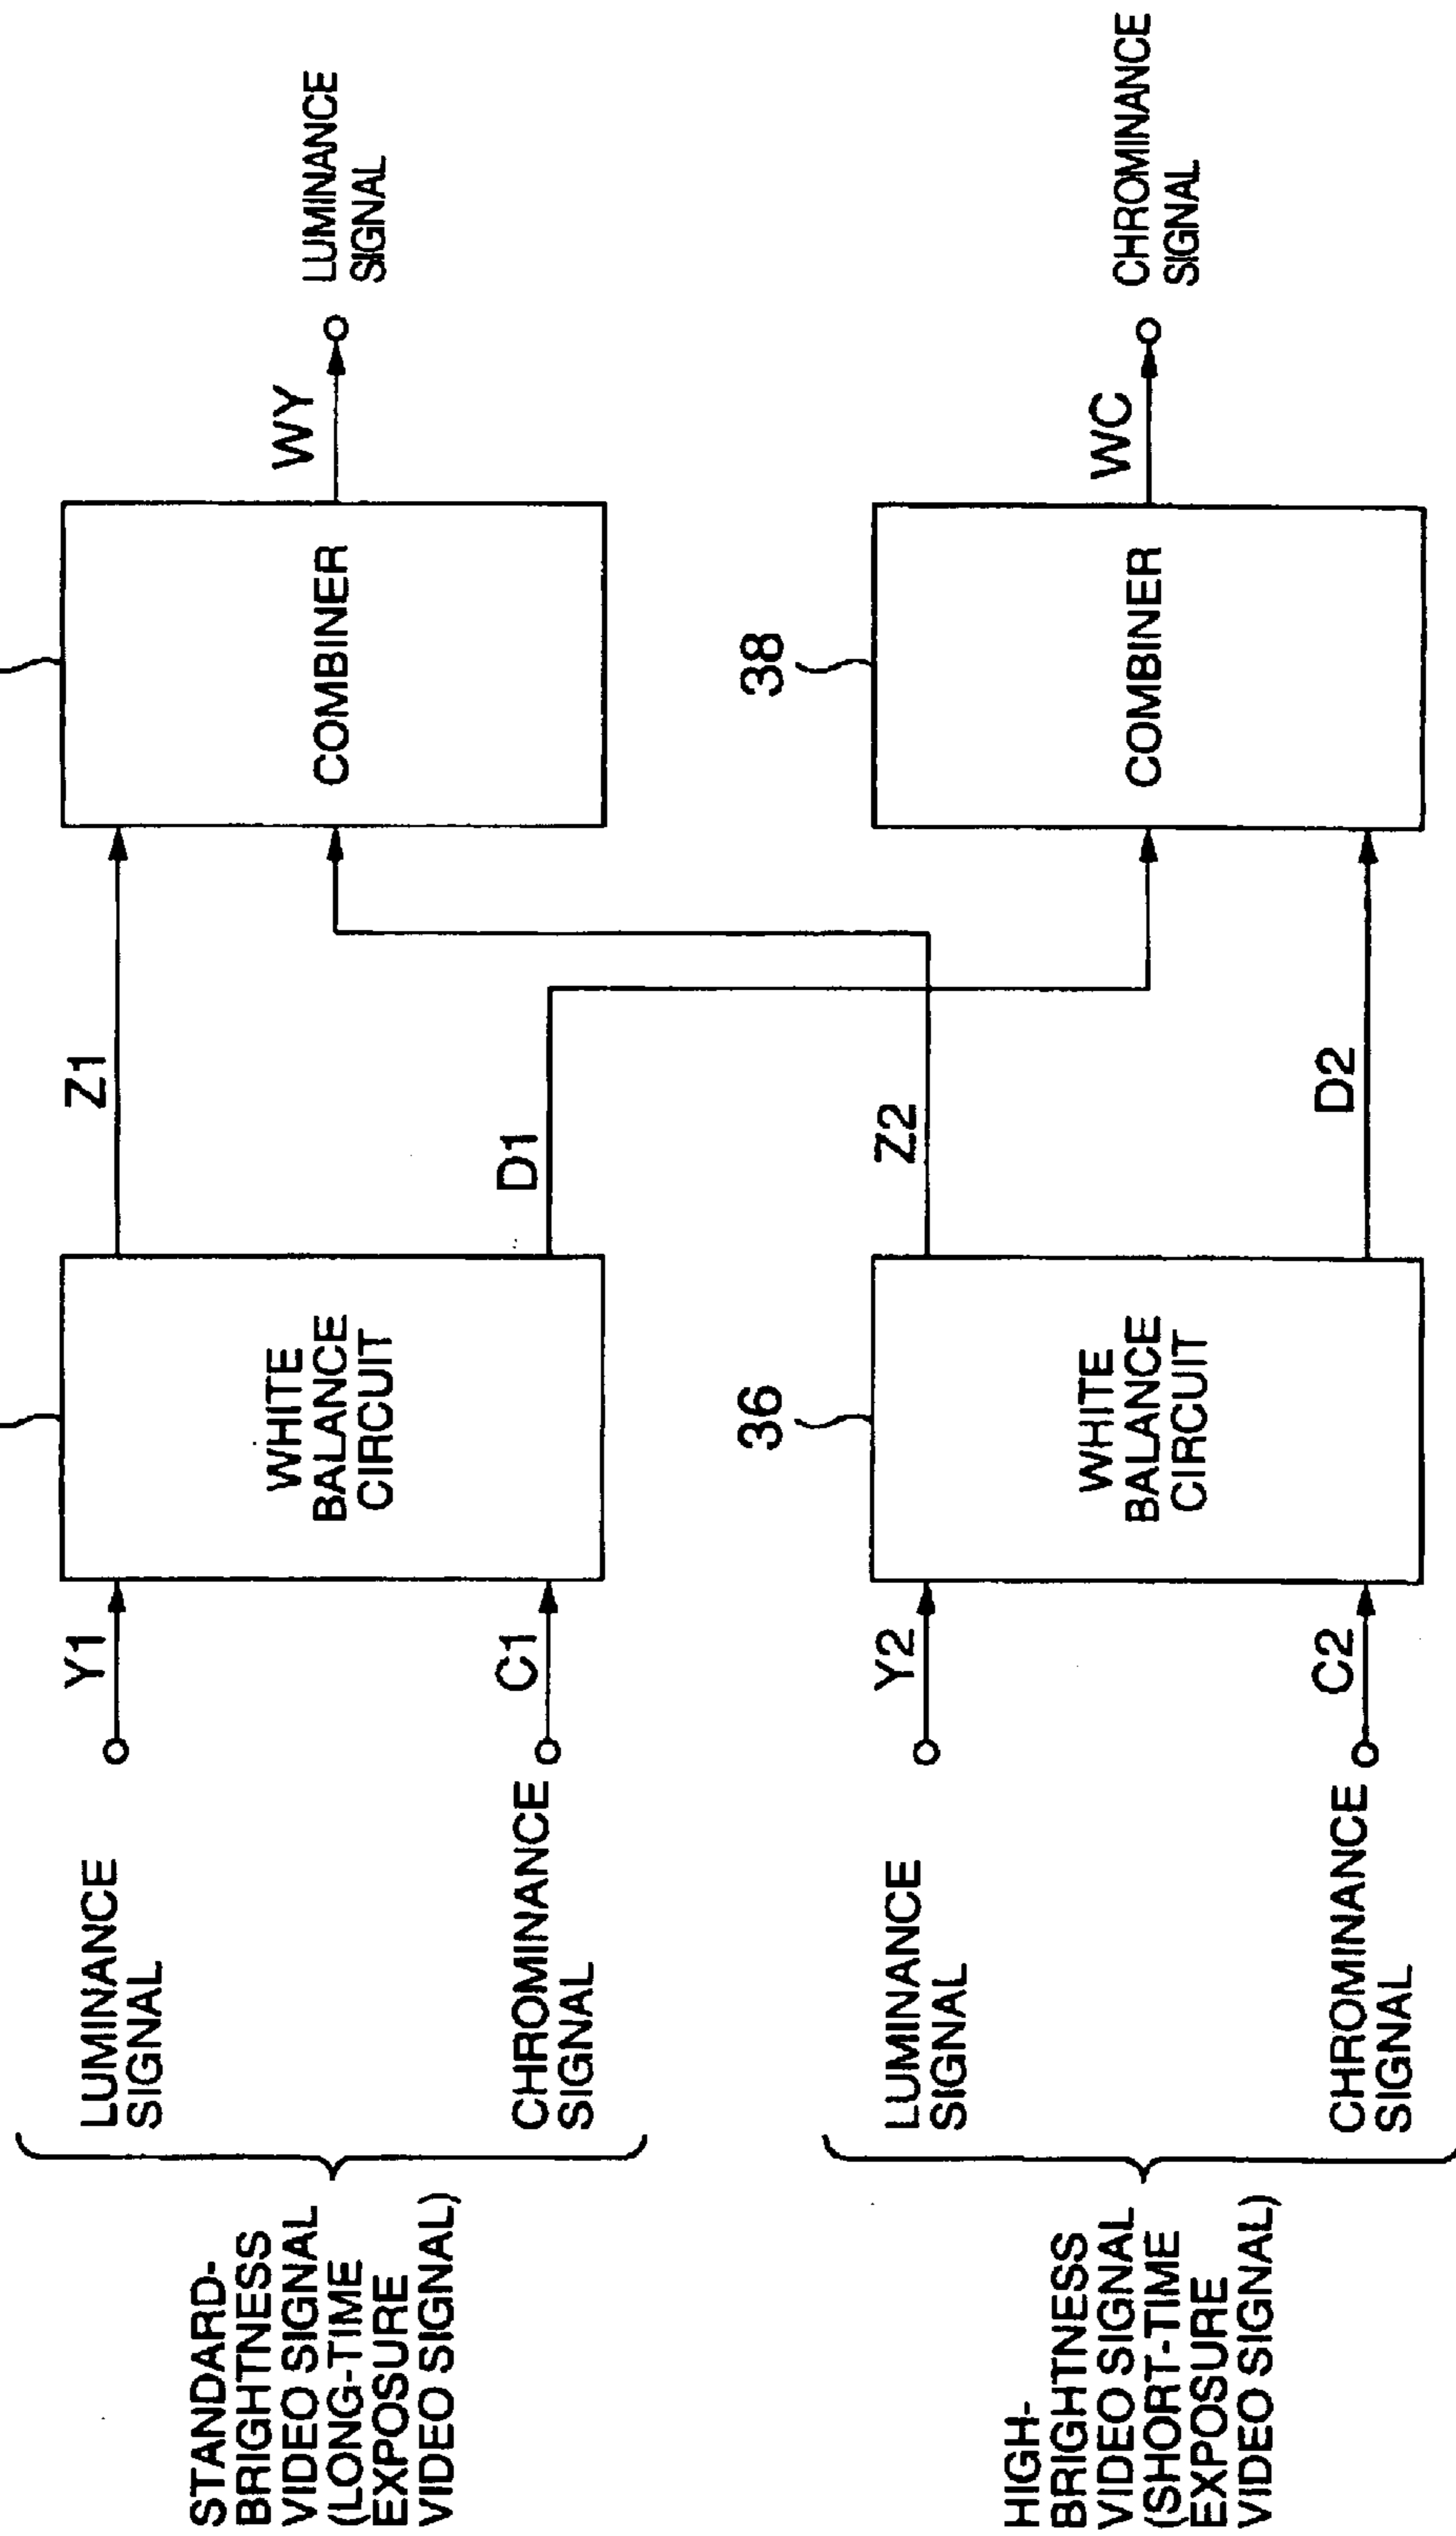 STANDARD-
BRIGHTNESS
VIDEO SIGNAL
(LONG-TIME
EXPOSURE
VIDEO SIGNAL)
LUMINANCE
SIGNAL
Y1
CHROMINANCE
SIGNAL
C1
WHITE
BALANCE
CIRCUIT
Z1
D1
COMBINER
WY
LUMINANCE
SIGNAL
HIGH-
BRIGHTNESS
VIDEO SIGNAL
(SHORT-TIME
EXPOSURE
VIDEO SIGNAL)
LUMINANCE
SIGNAL
Y2
CHROMINANCE
SIGNAL
C2
36
WHITE
BALANCE
CIRCUIT
Z2
D2
38
COMBINER
WC
CHROMINANCE
SIGNAL